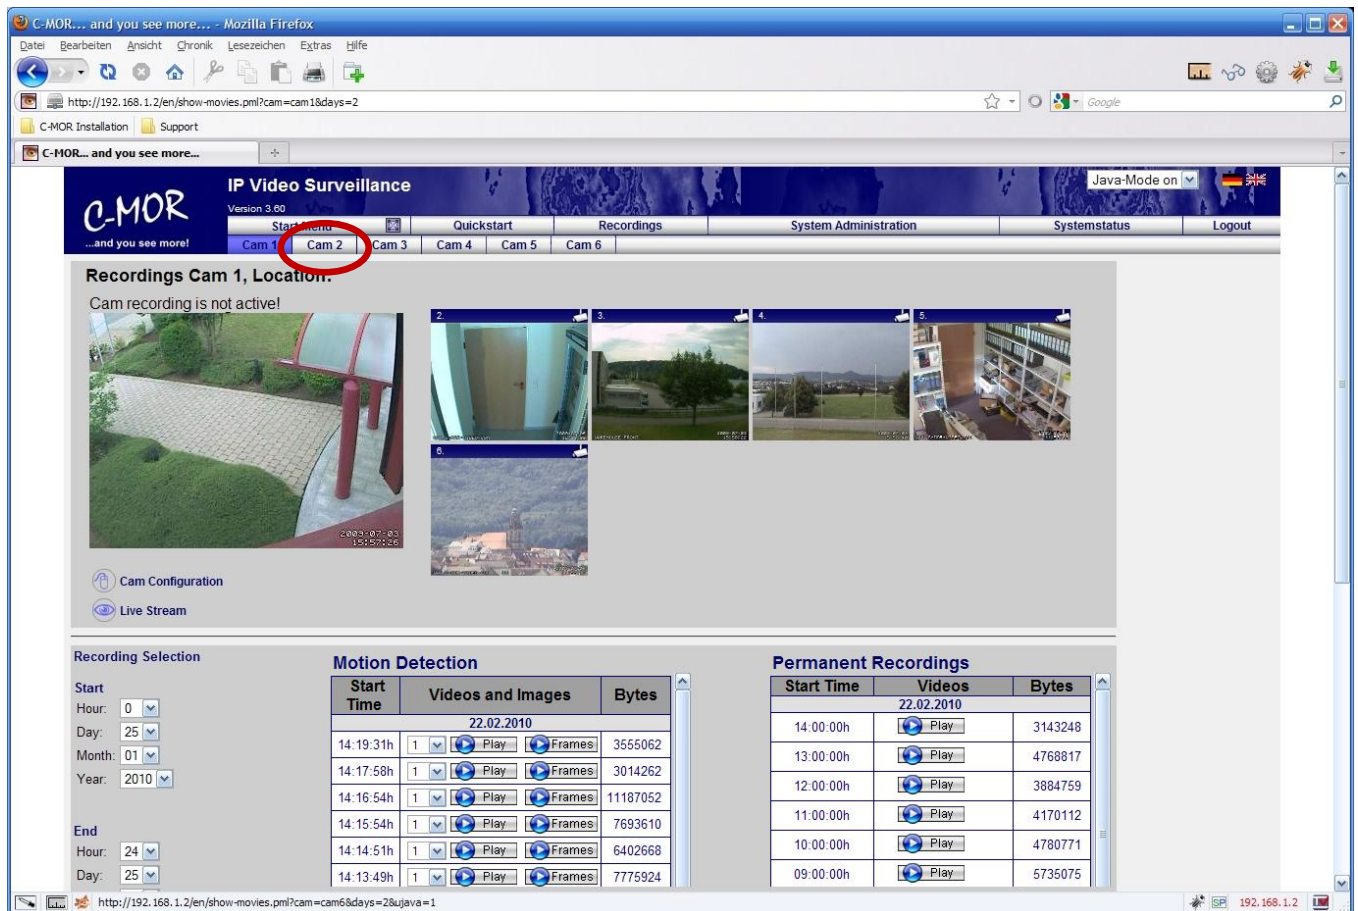 C-MOR... and you see more... - Mozilla Firefox
Datei Bearbeiten Ansicht Chronik Lesezeichen Extras Hilfe
http://192.168.1.2/en/show-movies.pml?cam=cam1&days=2
Google
C-MOR Installation Support
C-MOR... and you see more...
C-MOR
...and you see more!
IP Video Surveillance
Version 3.60
Java-Mode on
Start Menu Quickstart Recordings System Administration Systemstatus Logout
Cam 1 Cam 2 Cam 3 Cam 4 Cam 5 Cam 6
Recordings Cam 1, Location:
Cam recording is not active!
2. 3. 4. 5.
6.
2009-07-03
15:57:26
Cam Configuration
Live Stream
Recording Selection
Start
Hour: 0
Day: 25
Month: 01
Year: 2010
End
Hour: 24
Day: 25
Motion Detection
Start Time Videos and Images Bytes
22.02.2010
14:19:31h 1 Play Frames 3555062
14:17:58h 1 Play Frames 3014262
14:16:54h 1 Play Frames 11187052
14:15:54h 1 Play Frames 7693610
14:14:51h 1 Play Frames 6402668
14:13:49h 1 Play Frames 7775924
Permanent Recordings
Start Time Videos Bytes
22.02.2010
14:00:00h Play 3143248
13:00:00h Play 4768817
12:00:00h Play 3884759
11:00:00h Play 4170112
10:00:00h Play 4780771
09:00:00h Play 5735075
http://192.168.1.2/en/show-movies.pml?cam=cam6&days=2&ujava=1
SP 192.168.1.2